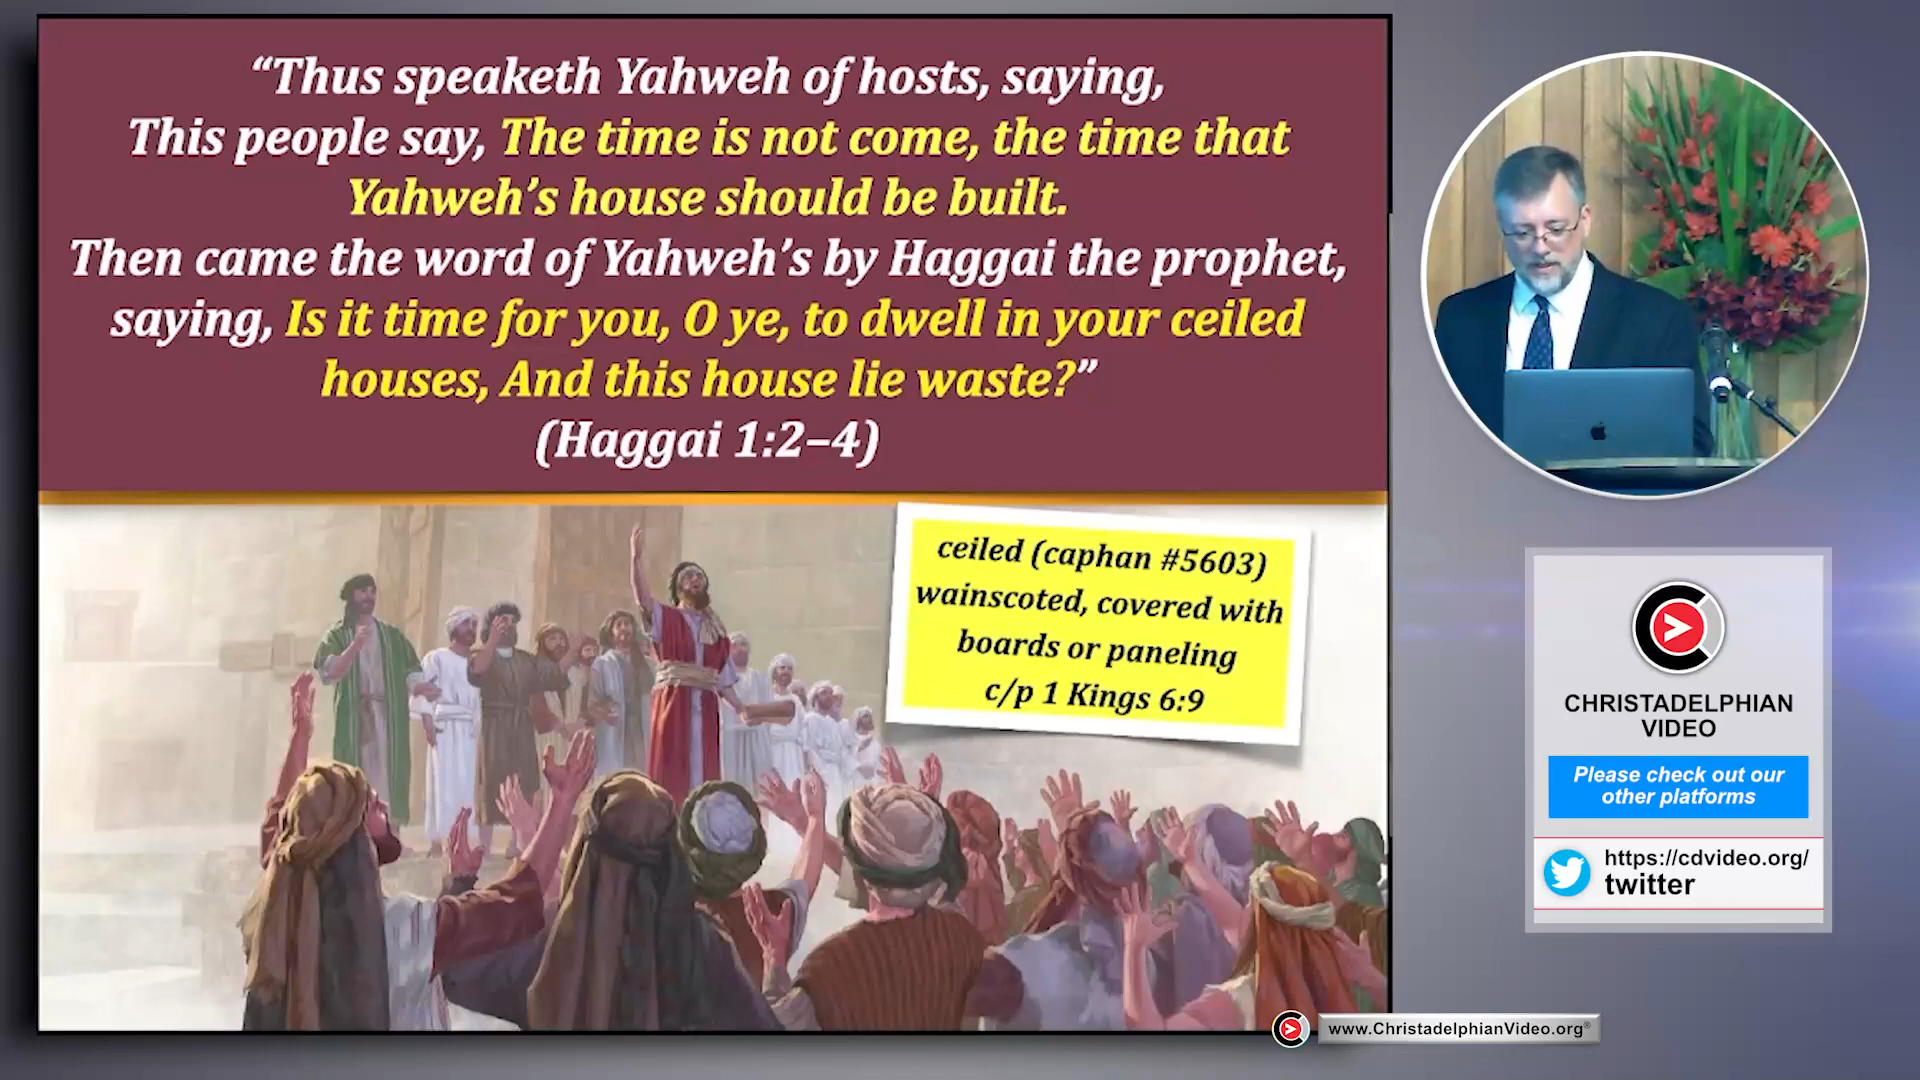 “Thus speaketh Yahweh of hosts, saying,
This people say, The time is not come, the time that
Yahweh’s house should be built.
Then came the word of Yahweh’s by Haggai the prophet,
saying, Is it time for you, O ye, to dwell in your ceiled
houses, And this house lie waste?”
(Haggai 1:2–4)
ceiled (caphan #5603)
wainscoted, covered with
boards or paneling
c/p 1 Kings 6:9
CHRISTADELPHIAN
VIDEO
Please check out our
other platforms
https://cdvideo.org/
twitter
www.ChristadelphianVideo.org®